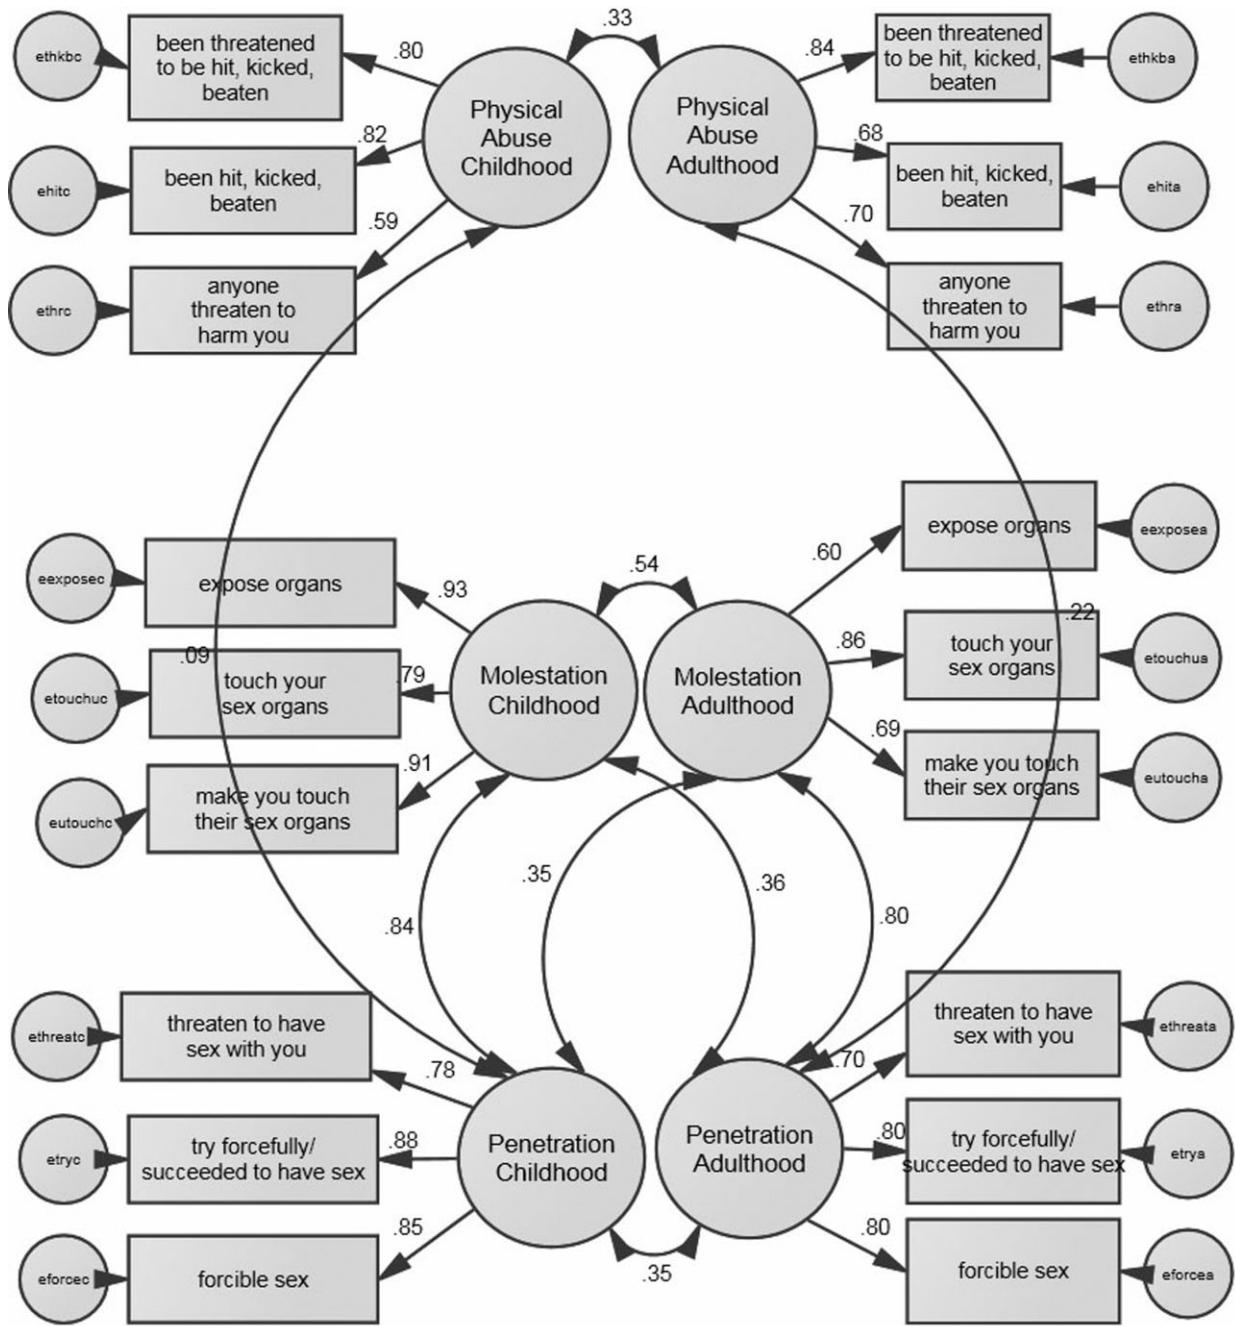 .33
ethkbc
been threatened
to be hit, kicked,
beaten
.80
Physical
Abuse
Childhood
Physical
Abuse
Adulthood
.84
been threatened
to be hit, kicked,
beaten
ethkba
ehitc
been hit, kicked,
beaten
.82
.68
been hit, kicked,
beaten
ehita
ethrc
anyone
threaten to
harm you
.59
.70
anyone
threaten to
harm you
ethra
eexposec
expose organs
.93
.54
.60
expose organs
eexposea
etouchuc
.09
touch your
sex organs
.79
Molestation
Childhood
Molestation
Adulthood
.86
touch your
sex organs
.22
etouchua
eutouchc
make you touch
their sex organs
.91
.69
make you touch
their sex organs
eutoucha
.84
.35
.36
.80
ethreatc
threaten to have
sex with you
.78
.70
threaten to have
sex with you
ethreata
etryc
try forcefully/
succeeded to have sex
.88
Penetration
Childhood
Penetration
Adulthood
.80
try forcefully/
succeeded to have sex
etrya
eforcec
forcible sex
.85
.35
.80
forcible sex
eforcea